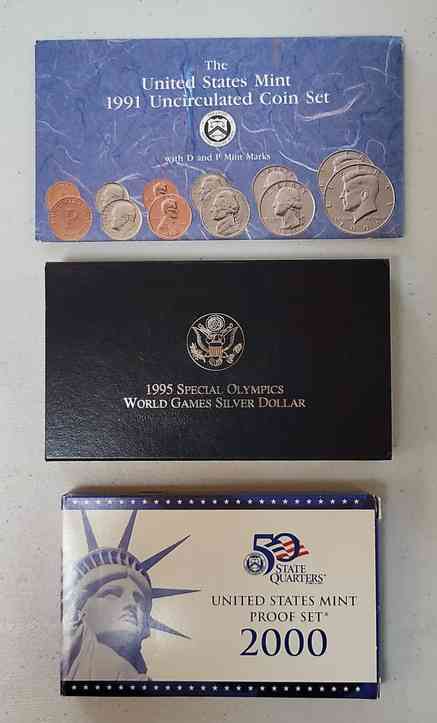 The
United States Mint
1991 Uncirculated Coin Set
with D and P Mint Marks
1995 Special Olympics
World Games Silver Dollar
50
STATE
QUARTERS
UNITED STATES MINT
PROOF SET
2000